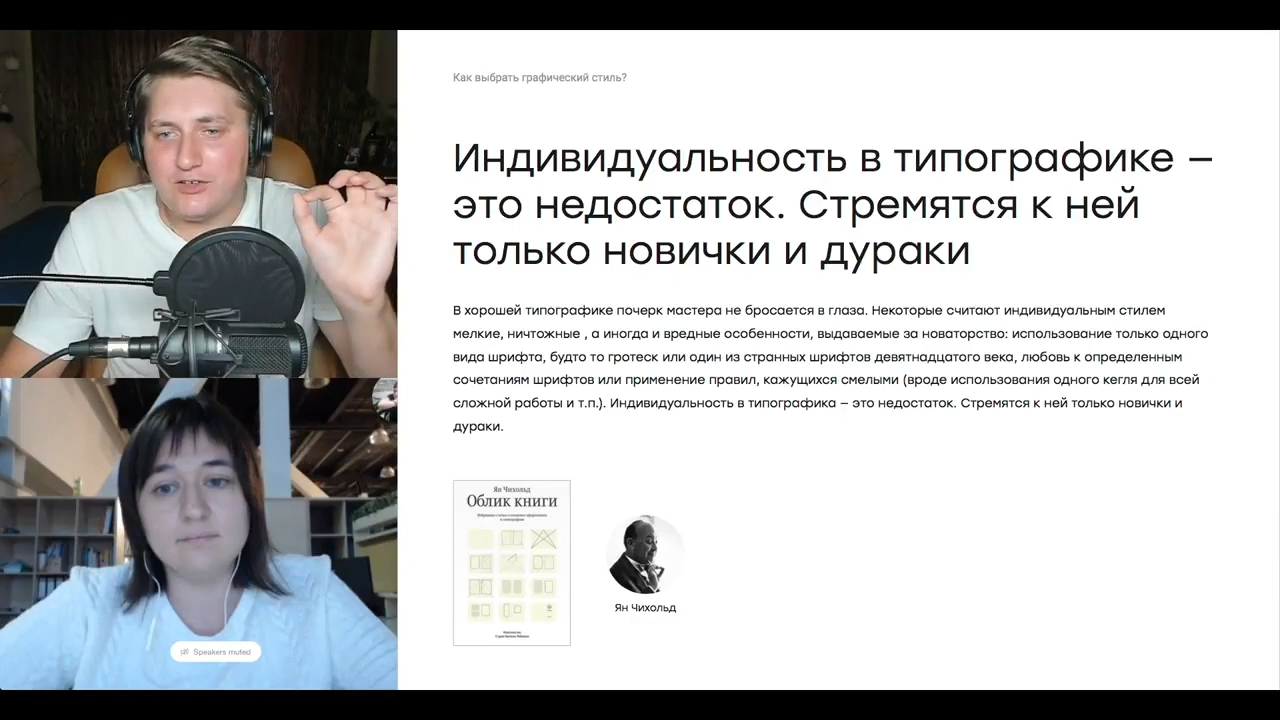 Как выбрать графический стиль?
Индивидуальность в типографике —
это недостаток. Стремятся к ней
только новички и дураки
В хорошей типографике почерк мастера не бросается в глаза. Некоторые считают индивидуальным стилем
мелкие, ничтожные , а иногда и вредные особенности, выдаваемые за новаторство: использование только одного
вида шрифта, будто то гротеск или один из странных шрифтов девятнадцатого века, любовь к определенным
сочетаниям шрифтов или применение правил, кажущихся смелыми (вроде использования одного кегля для всей
сложной работы и т.п.). Индивидуальность в типографика — это недостаток. Стремятся к ней только новички и
дураки.
Ян Чихольд
Облик книги
Ян Чихольд
Speakers muted